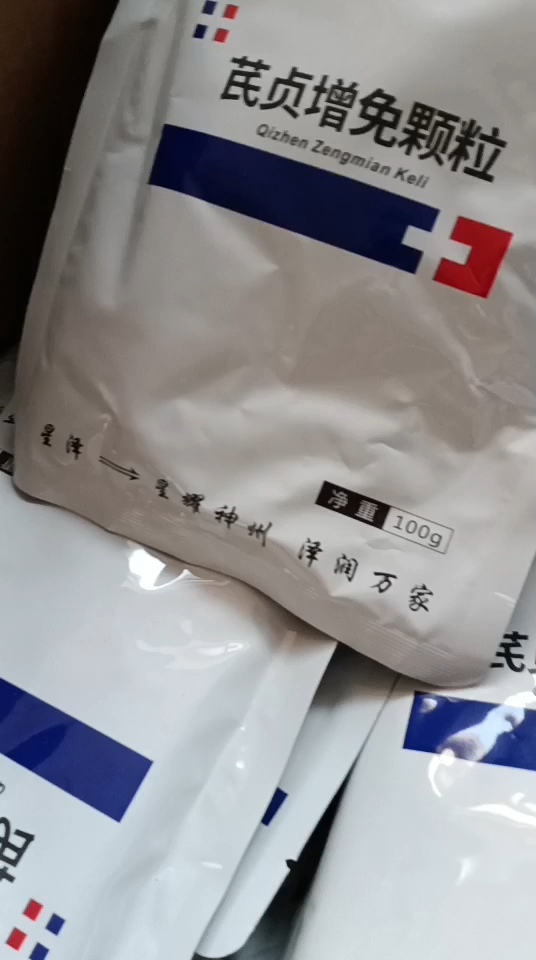 芪贞增免颗粒
Qizhen Zengmian Keli
净重 100g
星泽 ⇒ 星耀神州 泽润万家
芪